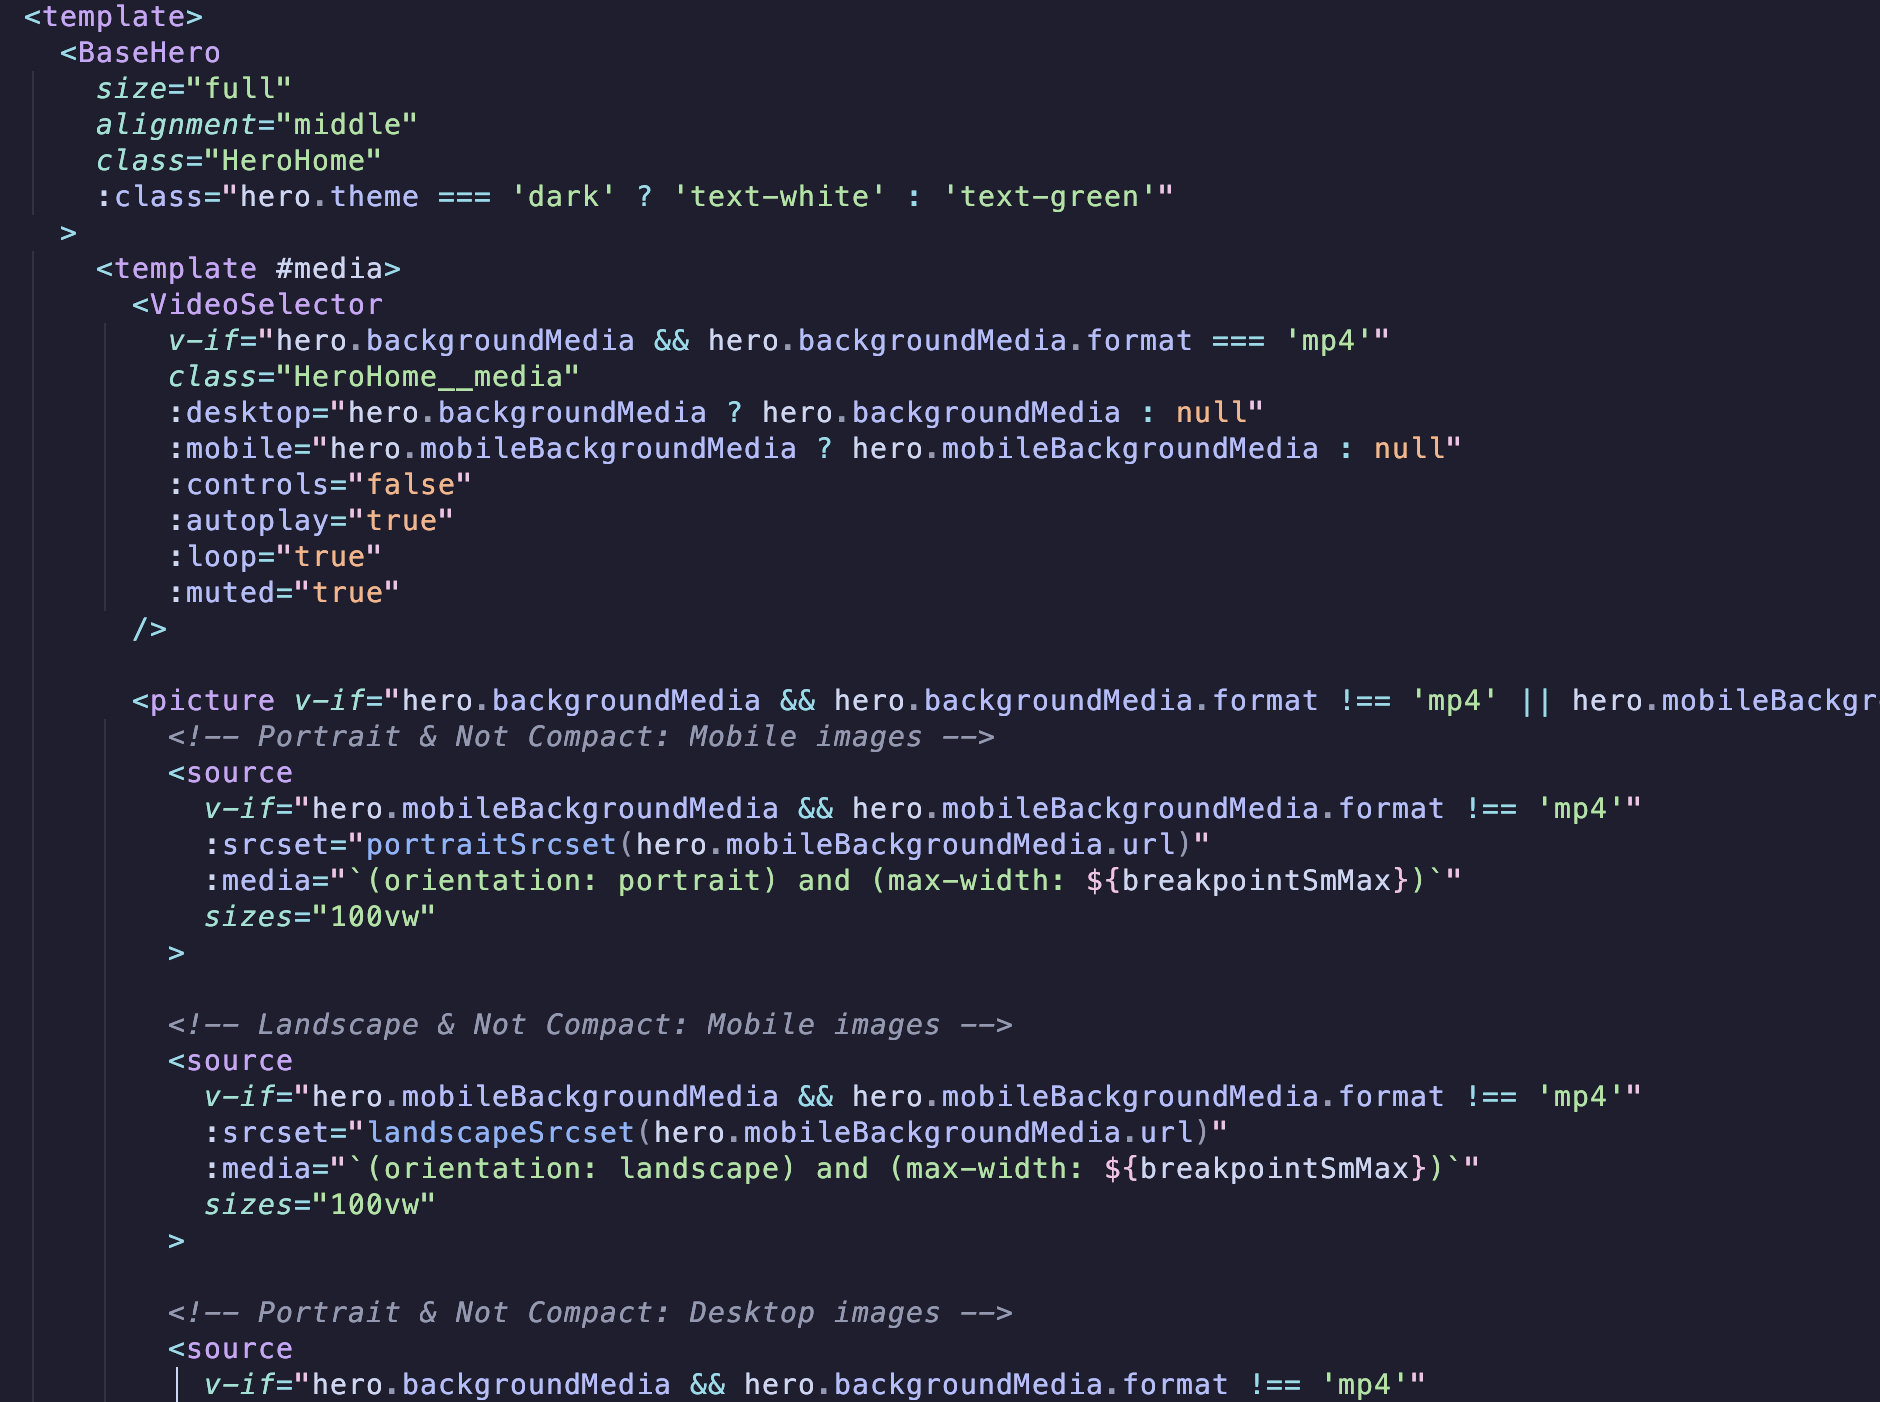 <template>
<BaseHero
size="full"
alignment="middle"
class="HeroHome"
:class="hero.theme === 'dark' ? 'text-white' : 'text-green'"
>
<template #media>
<VideoSelector
v-if="hero.backgroundMedia && hero.backgroundMedia.format === 'mp4'"
class="HeroHome__media"
:desktop="hero.backgroundMedia ? hero.backgroundMedia : null"
:mobile="hero.mobileBackgroundMedia ? hero.mobileBackgroundMedia : null"
:controls="false"
:autoplay="true"
:loop="true"
:muted="true"
/>
<picture v-if="hero.backgroundMedia && hero.backgroundMedia.format !== 'mp4' || hero.mobileBackgr
<!-- Portrait & Not Compact: Mobile images -->
<source
v-if="hero.mobileBackgroundMedia && hero.mobileBackgroundMedia.format !== 'mp4'"
:srcset="portraitSrcset(hero.mobileBackgroundMedia.url)"
:media="`(orientation: portrait) and (max-width: ${breakpointSmMax})`"
sizes="100vw"
>
<!-- Landscape & Not Compact: Mobile images -->
<source
v-if="hero.mobileBackgroundMedia && hero.mobileBackgroundMedia.format !== 'mp4'"
:srcset="landscapeSrcset(hero.mobileBackgroundMedia.url)"
:media="`(orientation: landscape) and (max-width: ${breakpointSmMax})`"
sizes="100vw"
>
<!-- Portrait & Not Compact: Desktop images -->
<source
v-if="hero.backgroundMedia && hero.backgroundMedia.format !== 'mp4'"